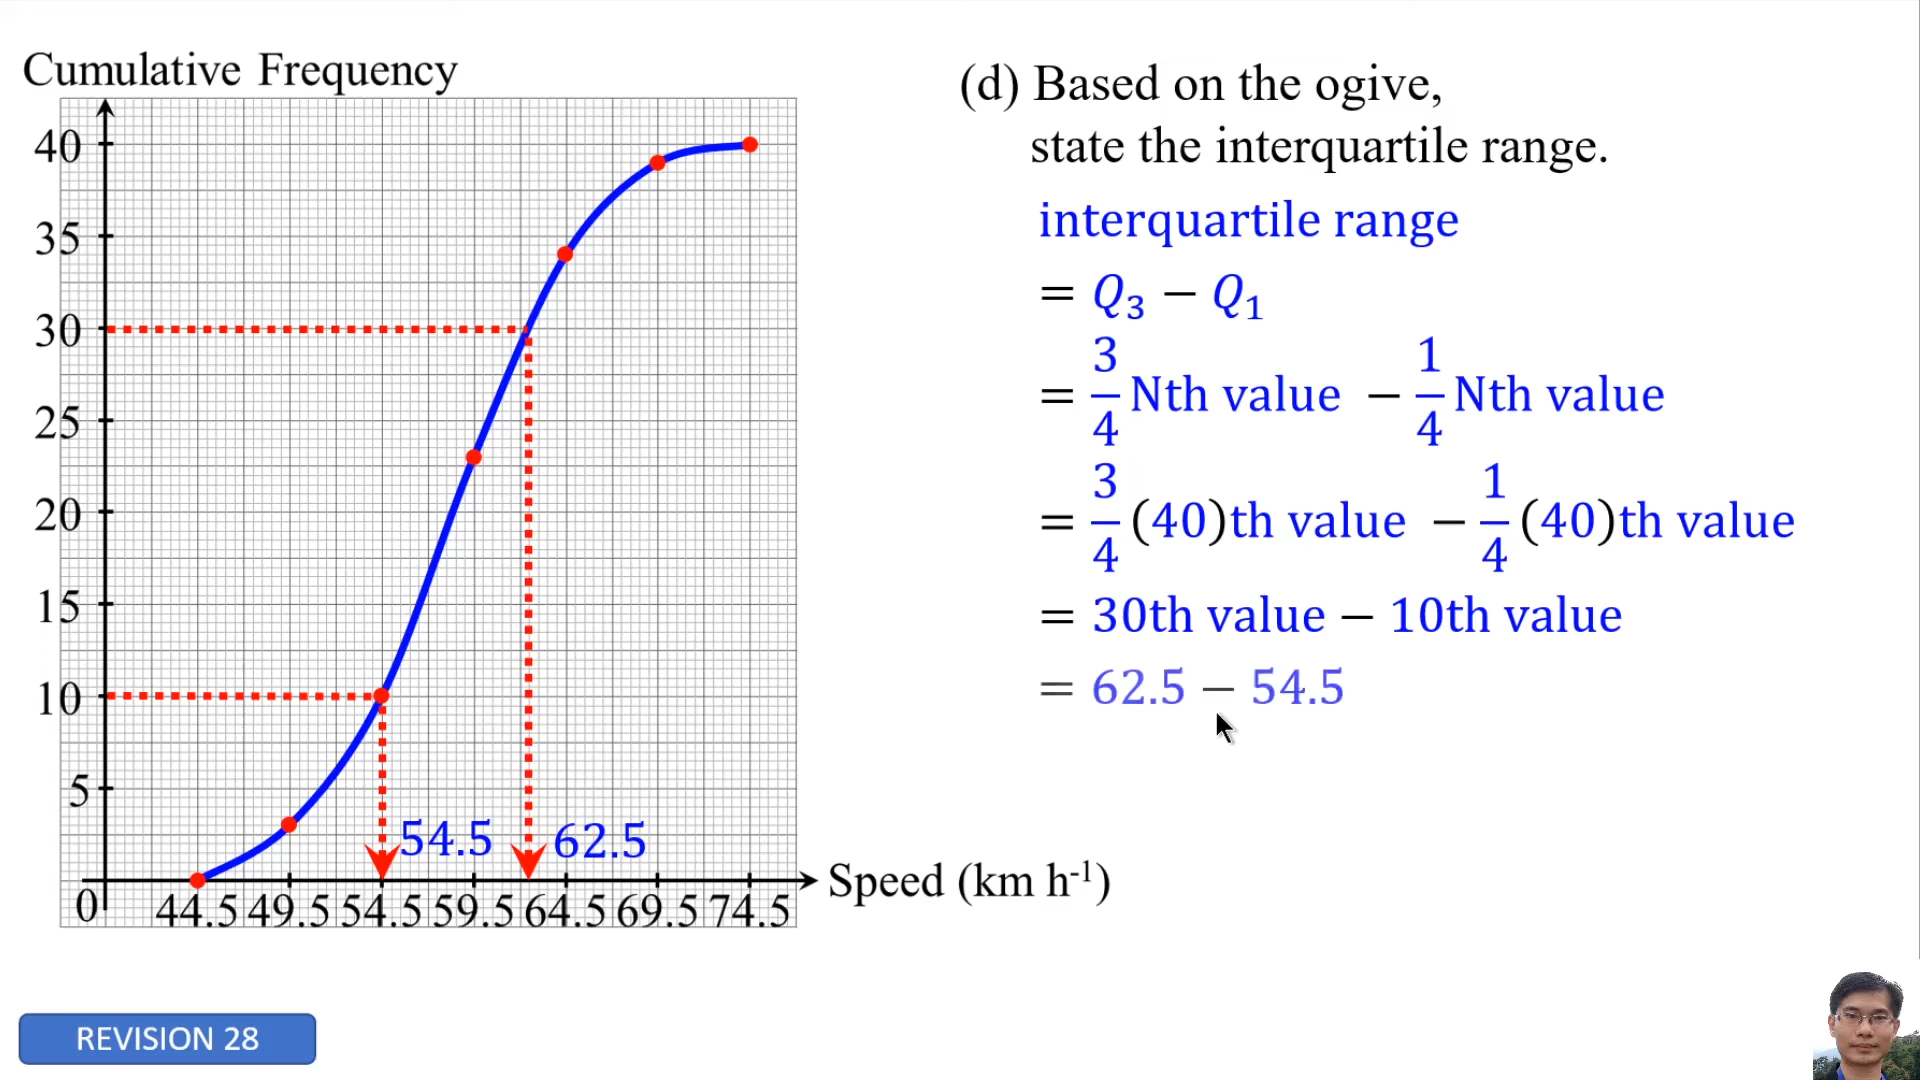 Cumulative Frequency
40
35
30
25
20
15
10
5
0
44.5 49.5 54.5 59.5 64.5 69.5 74.5
54.5
62.5
Speed (km h⁻¹)
(d) Based on the ogive,
state the interquartile range.
interquartile range
= Q₃ − Q₁
= 3/4 Nth value − 1/4 Nth value
= 3/4 (40)th value − 1/4 (40)th value
= 30th value − 10th value
= 62.5 − 54.5
REVISION 28